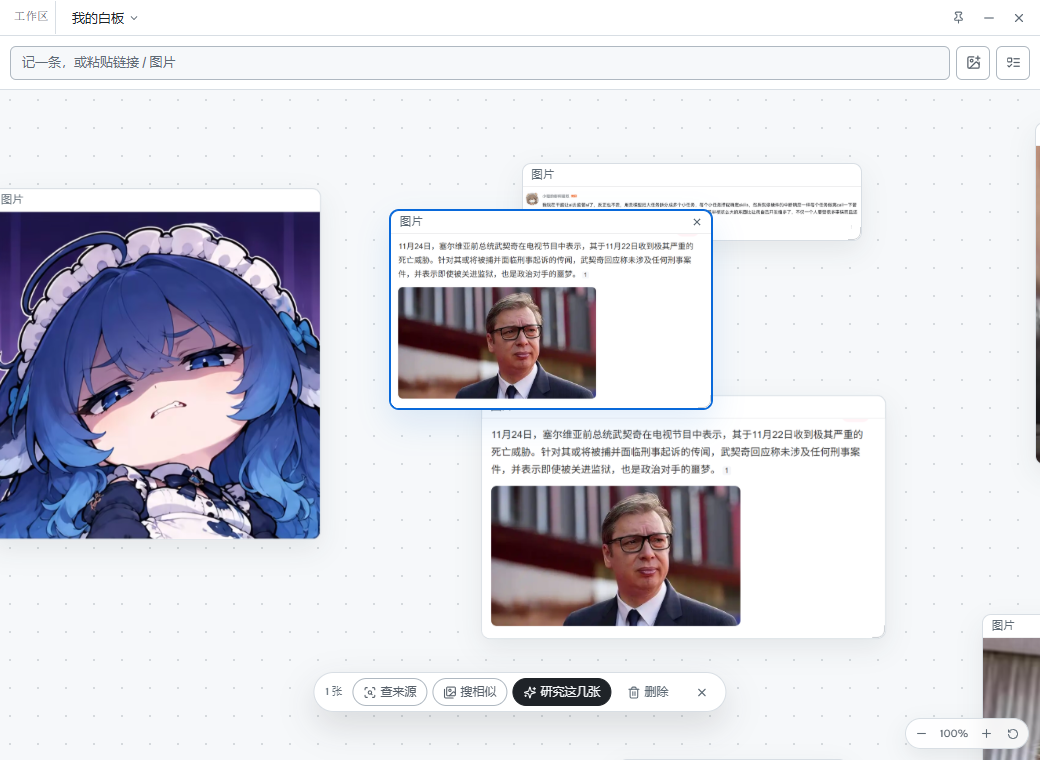 工作区
我的白板
记一条，或粘贴链接 / 图片
图片
图片
图片
11月24日，塞尔维亚前总统武契奇在电视节目中表示，其于11月22日收到极其严重的
死亡威胁。针对其或将被捕并面临刑事起诉的传闻，武契奇回应称未涉及任何刑事案
件，并表示即使被关进监狱，也是政治对手的噩梦。 1
11月24日，塞尔维亚前总统武契奇在电视节目中表示，其于11月22日收到极其严重的
死亡威胁。针对其或将被捕并面临刑事起诉的传闻，武契奇回应称未涉及任何刑事案
件，并表示即使被关进监狱，也是政治对手的噩梦。 1
图片
1 张
查来源
搜相似
研究这几张
删除
100%